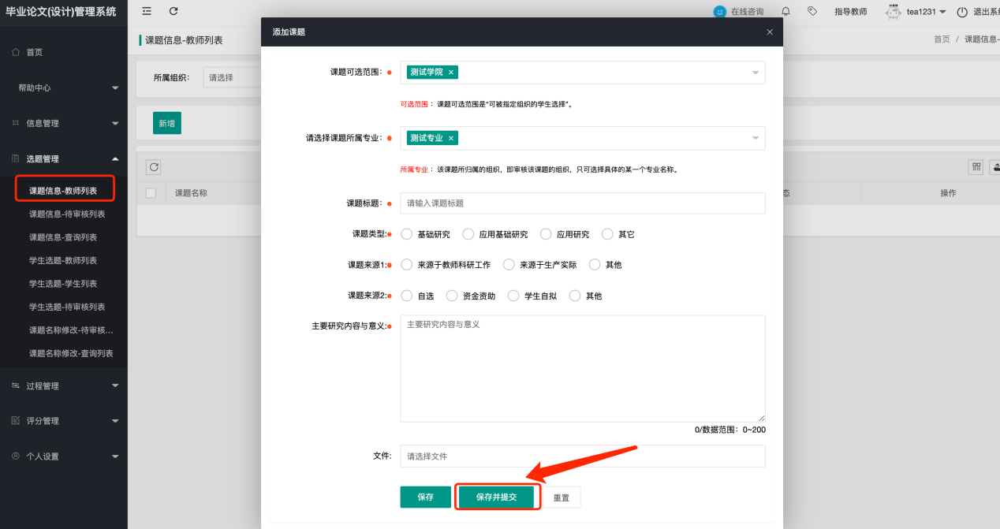 毕业论文(设计)管理系统
在线咨询
指导教师
tea1231
退出系
首页
帮助中心
信息管理
选题管理
课题信息-教师列表
课题信息-待审核列表
课题信息-查询列表
学生选题-教师列表
学生选题-学生列表
学生选题-待审核列表
课题名称修改-待审核...
课题名称修改-查询列表
过程管理
评分管理
个人设置
课题信息-教师列表
首页 / 课题信息-
所属组织:
请选择
新增
课题名称
态
操作
添加课题
课题可选范围:
测试学院 ×
可选范围 : 课题可选范围是"可被指定组织的学生选择"。
请选择课题所属专业:
测试专业 ×
所属专业 : 该课题所归属的组织，即审核该课题的组织，只可选择具体的某一个专业名称。
课题标题:
请输入课题标题
课题类型:
基础研究 应用基础研究 应用研究 其它
课题来源1:
来源于教师科研工作 来源于生产实际 其他
课题来源2:
自选 资金资助 学生自拟 其他
主要研究内容与意义:
主要研究内容与意义
0/数据范围：0~200
文件:
请选择文件
保存
保存并提交
重置